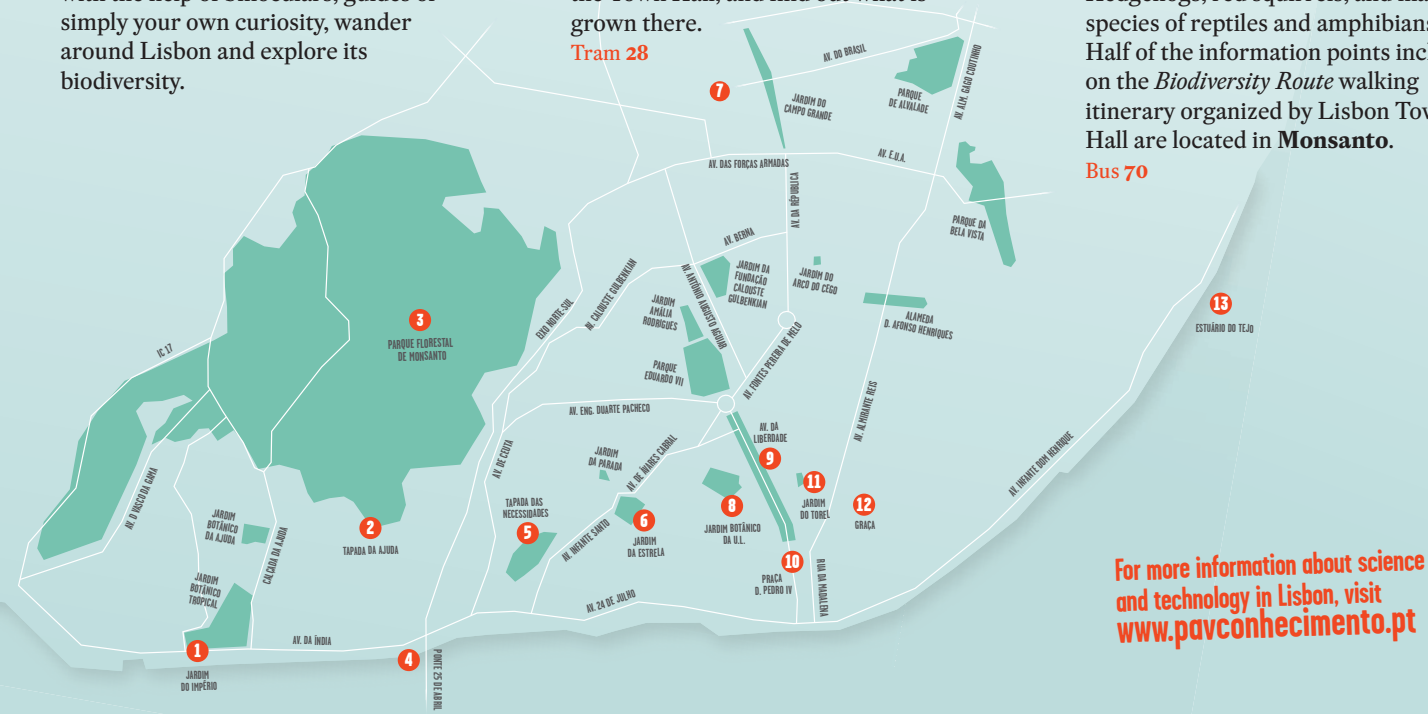 simply your own curiosity, wander
around Lisbon and explore its
biodiversity.
grown there.
Tram 28
species of reptiles and amphibians
Half of the information points
on the Biodiversity Route walking
itinerary organized by Lisbon
Hall are located in Monsanto.
Bus 70
7
AV. DO BRASIL
JARDIM DO
CAMPO GRANDE
PARQUE
DE ALVALADE
AV. ALM. GAGO COUTINHO
AV. DAS FORÇAS ARMADAS
AV. E.U.A.
AV. DA RÉPUBLICA
PARQUE DA
BELA VISTA
AV. BERNA
JARDIM DA
FUNDAÇÃO
CALOUSTE
GULBENKIAN
JARDIM DO
ARCO DO CÉGO
AV. ANTÓNIO AUGUSTO AGUIAR
AV. CALOUSTE GULBENKIAN
EIXO NORTE-SUL
JARDIM
AMÁLIA
RODRIGUES
ALAMEDA
D. AFONSO HENRIQUES
13
ESTUÁRIO DO TEJO
3
PARQUE FLORESTAL
DE MONSANTO
IC 17
PARQUE
EDUARDO VII
AV. FONTES PEREIRA DE MELO
AV. ALMIRANTE REIS
AV. ENG. DUARTE PACHECO
AV. DA
LIBERDADE
9
AV. DE CEUTA
JARDIM
DA PARADA
AV. DE ÁVARES CABRAL
AV. INFANTE DOM HENRIQUE
AV. D VASCO DA GAMA
JARDIM
BOTÂNICO
DA AJUDA
CALÇADA DA AJUDA
2
TAPADA DA AJUDA
TAPADA DAS
NECESSIDADES
5
AV. INFANTE SANTO
6
JARDIM
DA ESTRELA
8
JARDIM BOTÂNICO
DA U.L.
11
JARDIM
DO TOREL
12
GRAÇA
10
PRAÇA
D. PEDRO IV
RUA DA MADALENA
JARDIM
BOTÂNICO
TROPICAL
AV. 24 DE JULHO
AV. DA ÍNDIA
1
JARDIM
DO IMPÉRIO
4
PONTE 25 DE ABRIL
For more information about science
and technology in Lisbon, visit
www.pavconhecimento.pt